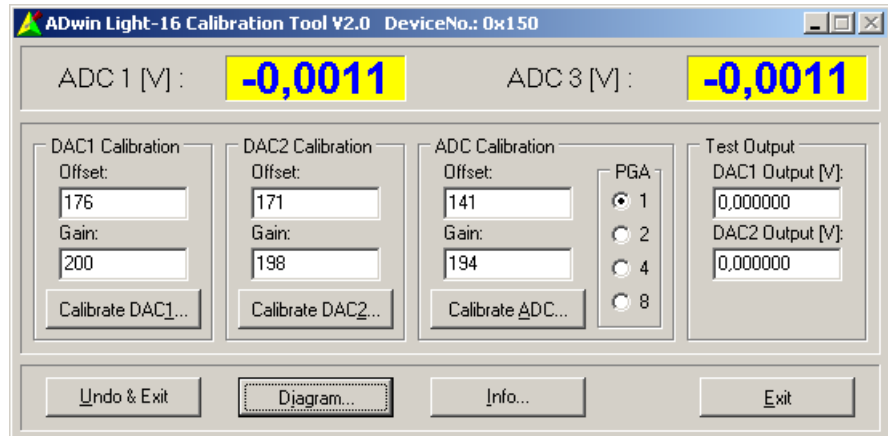 ADwin Light-16 Calibration Tool V2.0 DeviceNo.: 0x150
ADC 1 [V] : -0,0011 ADC 3 [V] : -0,0011
DAC1 Calibration
Offset:
176
Gain:
200
Calibrate DAC1...
DAC2 Calibration
Offset:
171
Gain:
198
Calibrate DAC2...
ADC Calibration
Offset:
141
Gain:
194
Calibrate ADC...
PGA
1
2
4
8
Test Output
DAC1 Output [V]:
0,000000
DAC2 Output [V]:
0,000000
Undo & Exit Diagram... Info... Exit